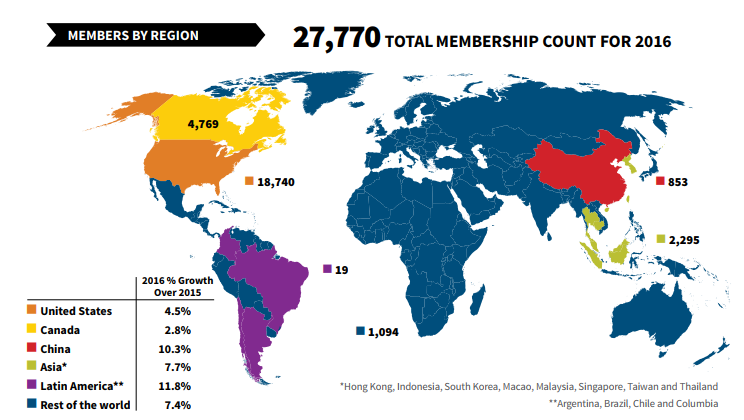 MEMBERS BY REGION
27,770 TOTAL MEMBERSHIP COUNT FOR 2016
4,769
18,740
853
2,295
19
1,094
2016 % Growth
Over 2015
United States 4.5%
Canada 2.8%
China 10.3%
Asia* 7.7%
Latin America** 11.8%
Rest of the world 7.4%
*Hong Kong, Indonesia, South Korea, Macao, Malaysia, Singapore, Taiwan and Thailand
**Argentina, Brazil, Chile and Columbia